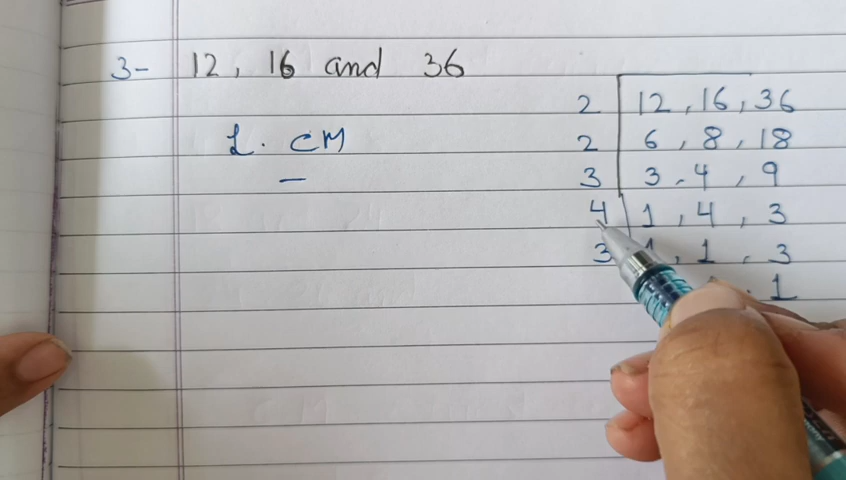 3- 12, 16 and 36
L. CM
2 12, 16, 36
2 6, 8, 18
3 3, 4, 9
4 1, 4, 3
3 1, 1, 3
1